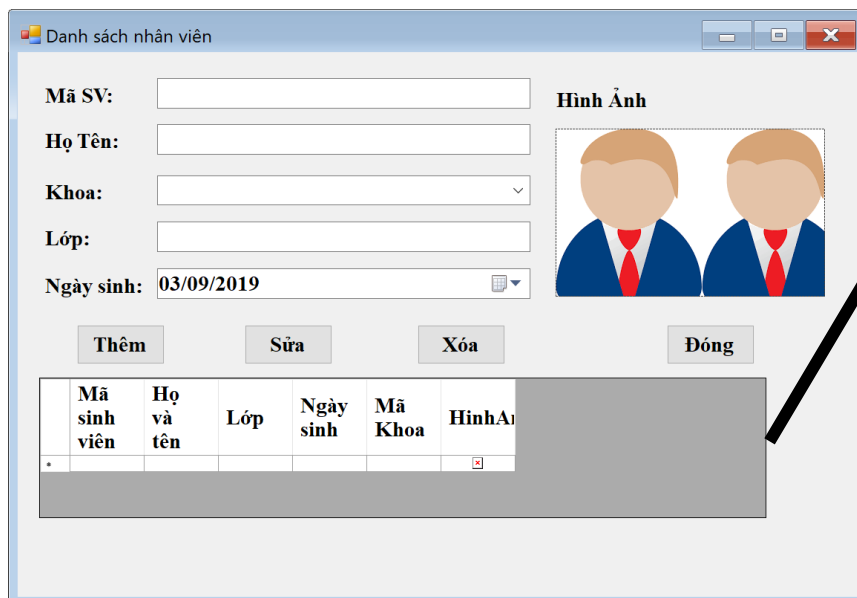 Danh sách nhân viên
Mã SV:
Hình Ảnh
Họ Tên:
Khoa:
Lớp:
Ngày sinh: 03/09/2019
Thêm Sửa Xóa Đóng
Mã sinh viên
Họ và tên
Lớp
Ngày sinh
Mã Khoa
HinhA